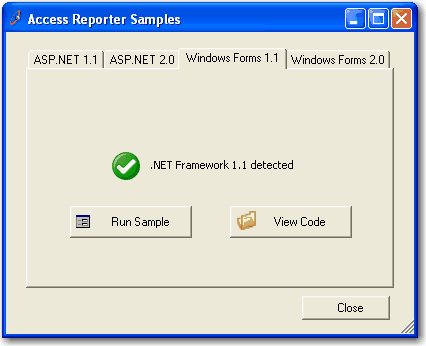 Access Reporter Samples
ASP.NET 1.1 ASP.NET 2.0 Windows Forms 1.1 Windows Forms 2.0
.NET Framework 1.1 detected
Run Sample View Code
Close